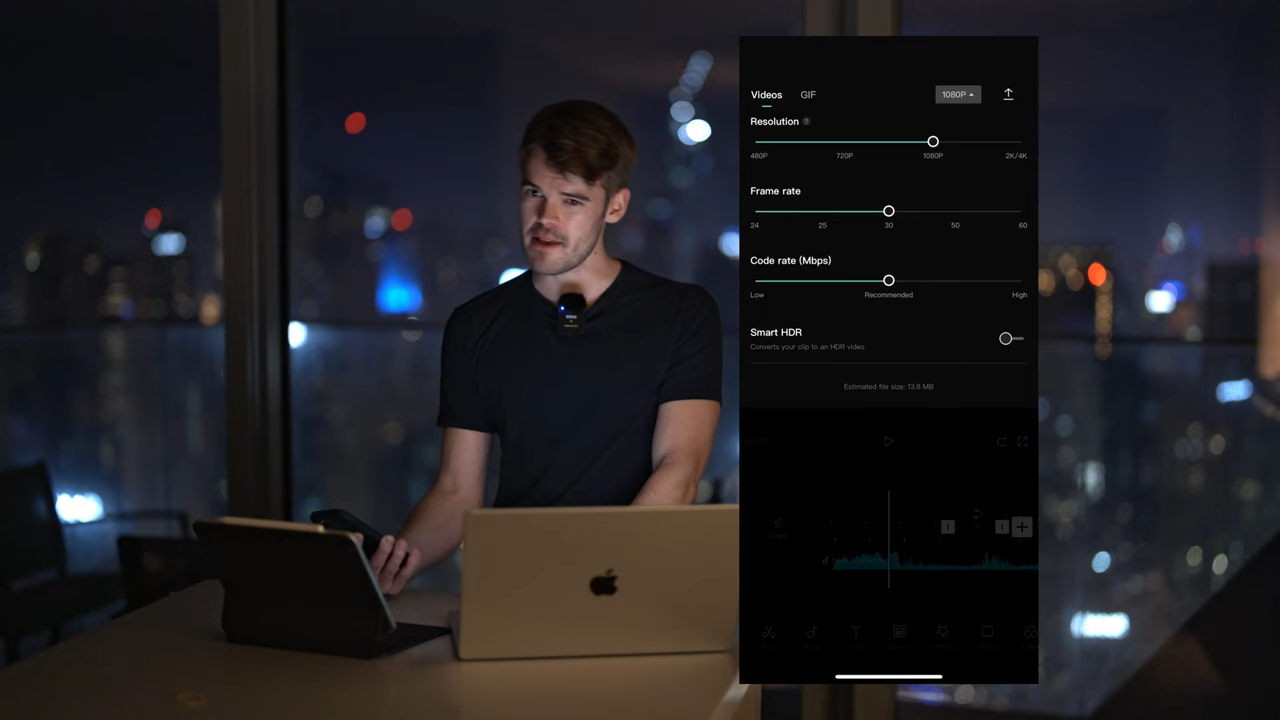 Videos GIF 1080P
Resolution ?
480P 720P 1080P 2K/4K
Frame rate
24 25 30 50 60
Code rate (Mbps)
Low Recommended High
Smart HDR
Converts your clip to an HDR video
Estimated file size: 13.8 MB